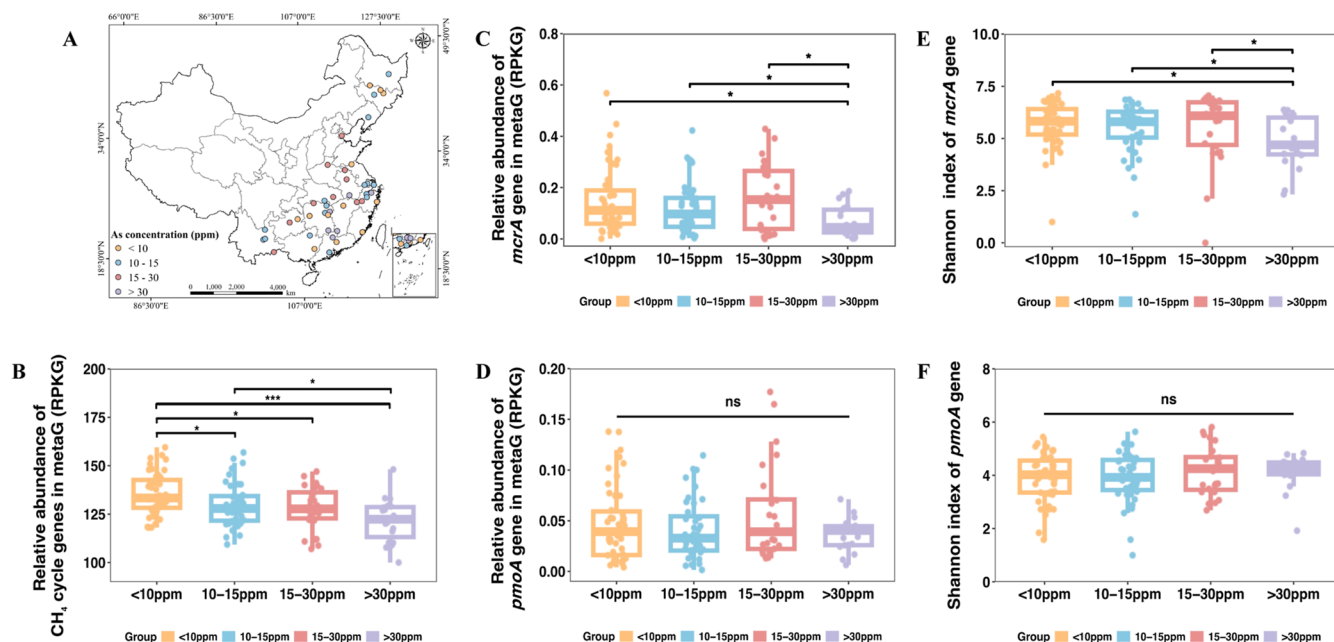 A
66°0'0"E
86°30'0"E
107°0'0"E
127°30'0"E
49°30'0"N
34°0'0"N
34°0'0"N
18°30'0"N
18°30'0"N
As concentration (ppm)
< 10
10 - 15
15 - 30
> 30
0 1,000 2,000 4,000
km
86°30'0"E
107°0'0"E
C
Relative abundance of
mcrA gene in metaG (RPKG)
0.8
0.6
0.4
0.2
0.0
*
*
*
<10ppm 10–15ppm 15–30ppm >30ppm
Group <10ppm 10–15ppm 15–30ppm >30ppm
E
Shannon index of mcrA gene
10.0
7.5
5.0
2.5
0.0
*
*
*
<10ppm 10–15ppm 15–30ppm >30ppm
Group <10ppm 10–15ppm 15–30ppm >30ppm
B
Relative abundance of
CH4 cycle genes in metaG (RPKG)
200
175
150
125
100
*
***
*
*
<10ppm 10–15ppm 15–30ppm >30ppm
Group <10ppm 10–15ppm 15–30ppm >30ppm
D
Relative abundance of
pmoA gene in metaG (RPKG)
0.20
0.15
0.10
0.05
0.00
ns
<10ppm 10–15ppm 15–30ppm >30ppm
Group <10ppm 10–15ppm 15–30ppm >30ppm
F
Shannon index of pmoA gene
8
6
4
2
0
ns
<10ppm 10–15ppm 15–30ppm >30ppm
Group <10ppm 10–15ppm 15–30ppm >30ppm